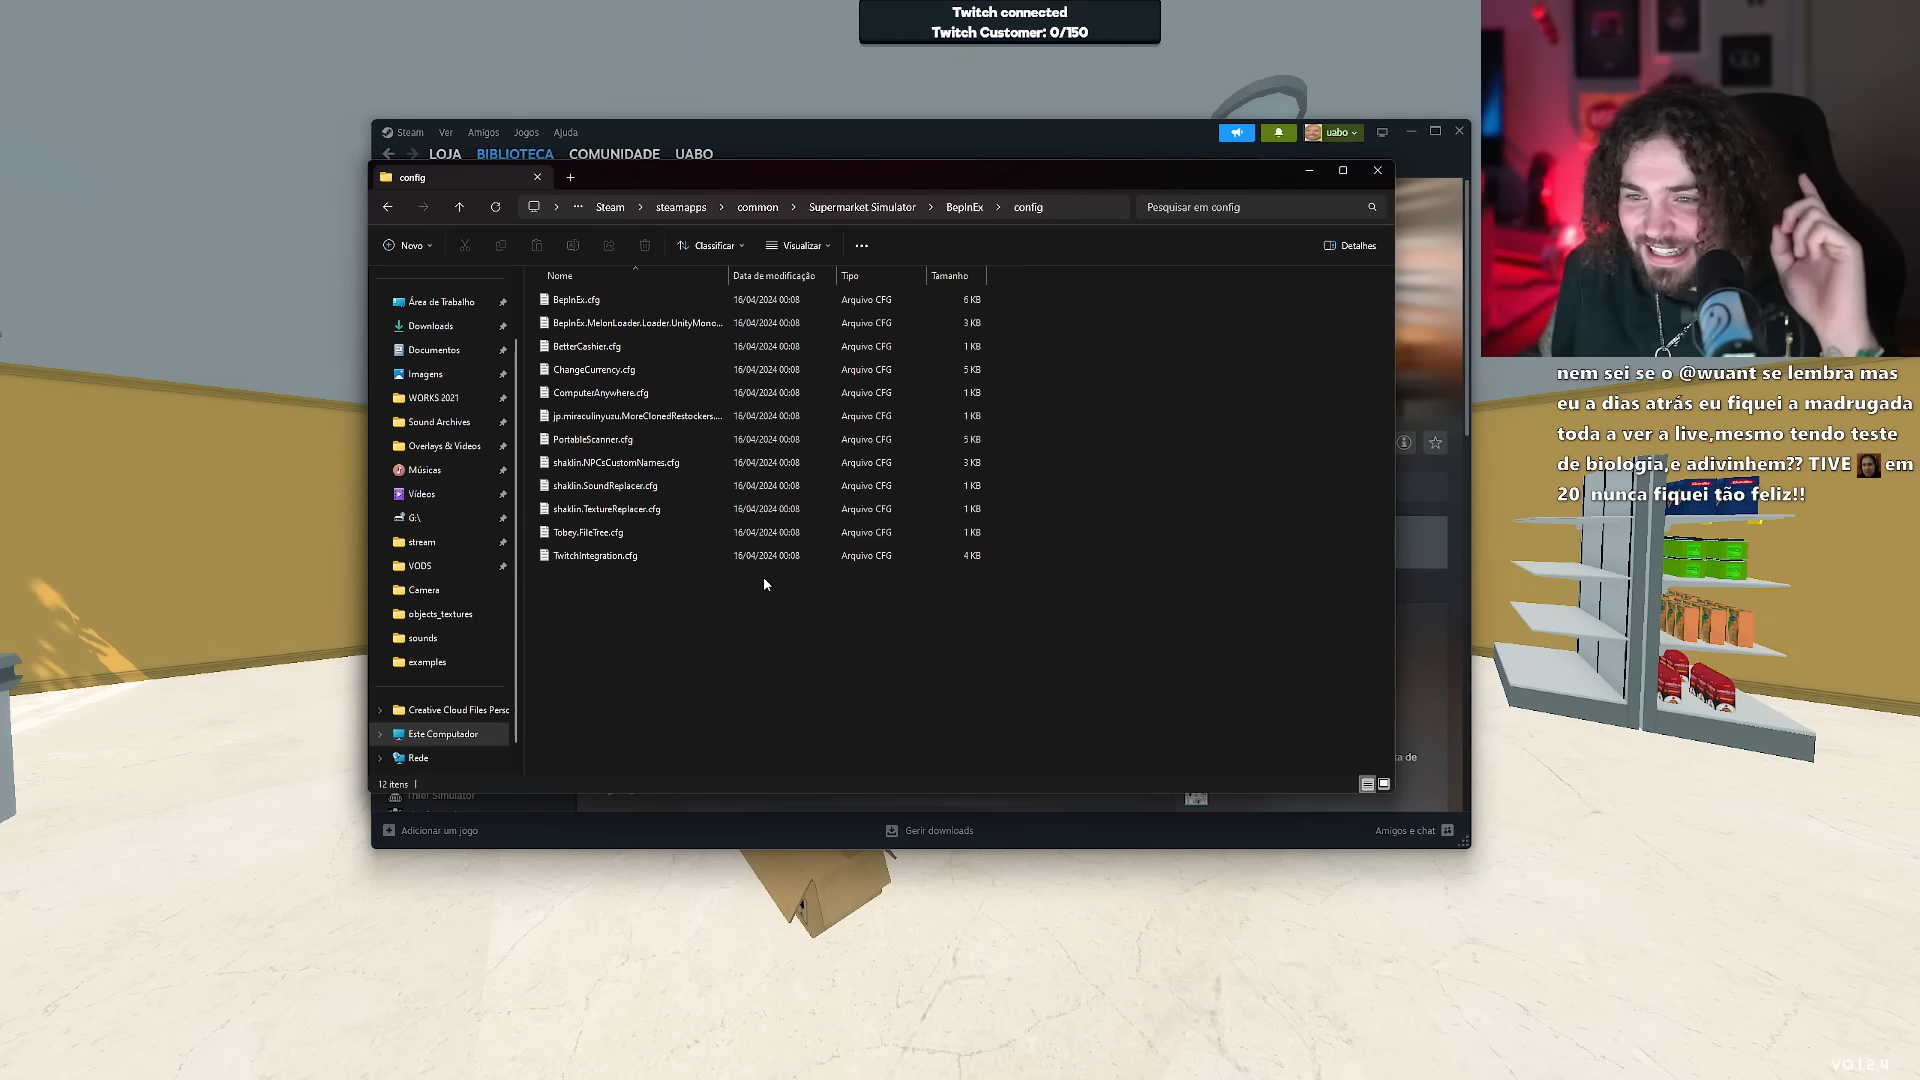 Twitch connected
Twitch Customer: 0/150
Steam Ver Amigos Jogos Ajuda
uabo
LOJA BIBLIOTECA COMUNIDADE UABO
config
Steam > steamapps > common > Supermarket Simulator > BepInEx > config
Pesquisar em config
Novo
Classificar
Visualizar
Detalhes
Nome Data de modificação Tipo Tamanho
BepInEx.cfg 16/04/2024 00:08 Arquivo CFG 6 KB
BepInEx.MelonLoader.Loader.UnityMono... 16/04/2024 00:08 Arquivo CFG 3 KB
BetterCashier.cfg 16/04/2024 00:08 Arquivo CFG 1 KB
ChangeCurrency.cfg 16/04/2024 00:08 Arquivo CFG 5 KB
ComputerAnywhere.cfg 16/04/2024 00:08 Arquivo CFG 1 KB
jp.miraculinyuzu.MoreClonedRestockers.... 16/04/2024 00:08 Arquivo CFG 1 KB
PortableScanner.cfg 16/04/2024 00:08 Arquivo CFG 5 KB
shaklin.NPCsCustomNames.cfg 16/04/2024 00:08 Arquivo CFG 3 KB
shaklin.SoundReplacer.cfg 16/04/2024 00:08 Arquivo CFG 1 KB
shaklin.TextureReplacer.cfg 16/04/2024 00:08 Arquivo CFG 1 KB
Tobey.FileTree.cfg 16/04/2024 00:08 Arquivo CFG 1 KB
TwitchIntegration.cfg 16/04/2024 00:08 Arquivo CFG 4 KB
Área de Trabalho
Downloads
Documentos
Imagens
WORKS 2021
Sound Archives
Overlays & Videos
Músicas
Vídeos
G:\
stream
VODS
Camera
objects_textures
sounds
examples
Creative Cloud Files Perso
Este Computador
Rede
12 itens
Thief Simulator
ta de
Adicionar um jogo
Gerir downloads
Amigos e chat
nem sei se o @wuant se lembra mas
eu a dias atrás eu fiquei a madrugada
toda a ver a live,mesmo tendo teste
de biologia,e adivinhem?? TIVE em
20 nunca fiquei tão feliz!!
V0.1.2.4